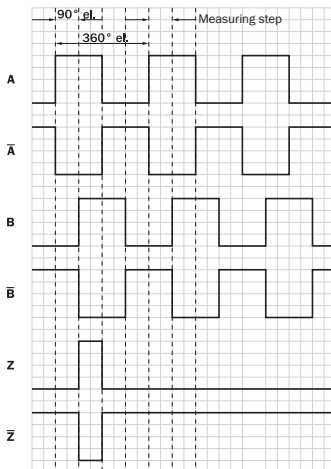 90° el.
Measuring step
360° el.
A
A̅
B
B̅
Z
Z̅